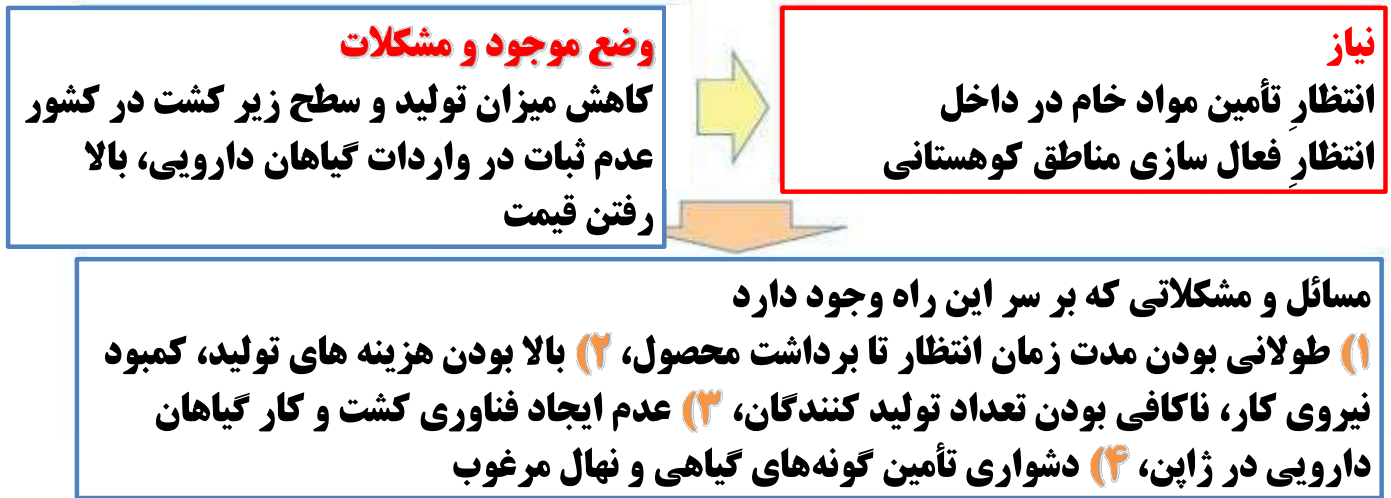 وضع موجود و مشکلات
کاهش میزان تولید و سطح زیر کشت در کشور
عدم ثبات در واردات گیاهان دارویی، بالا
رفتن قیمت
نیاز
انتظارِ تأمین مواد خام در داخل
انتظارِ فعال سازی مناطق کوهستانی
مسائل و مشکلاتی که بر سر این راه وجود دارد
۱) طولانی بودن مدت زمان انتظار تا برداشت محصول، ۲) بالا بودن هزینه های تولید، کمبود
نیروی کار، ناکافی بودن تعداد تولید کنندگان، ۳) عدم ایجاد فناوری کشت و کار گیاهان
دارویی در ژاپن، ۴) دشواری تأمین گونه‌های گیاهی و نهال مرغوب